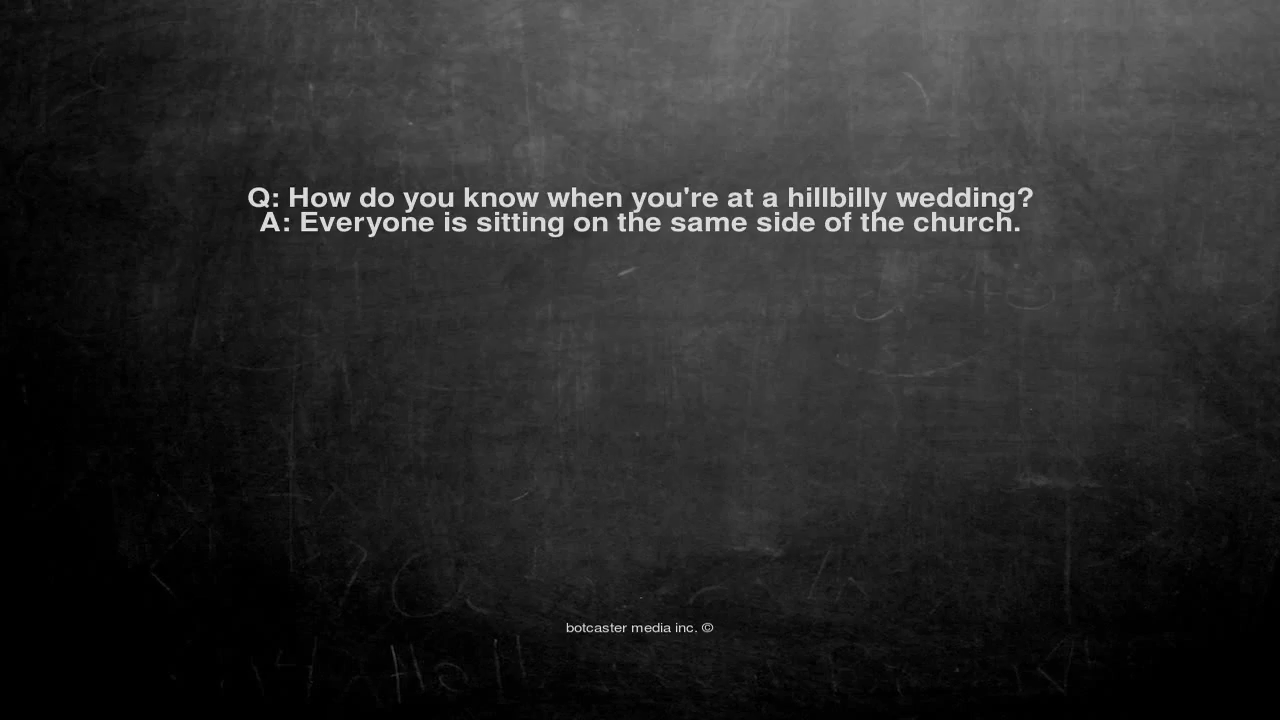 Q: How do you know when you're at a hillbilly wedding?
A: Everyone is sitting on the same side of the church.
botcaster media inc. ©